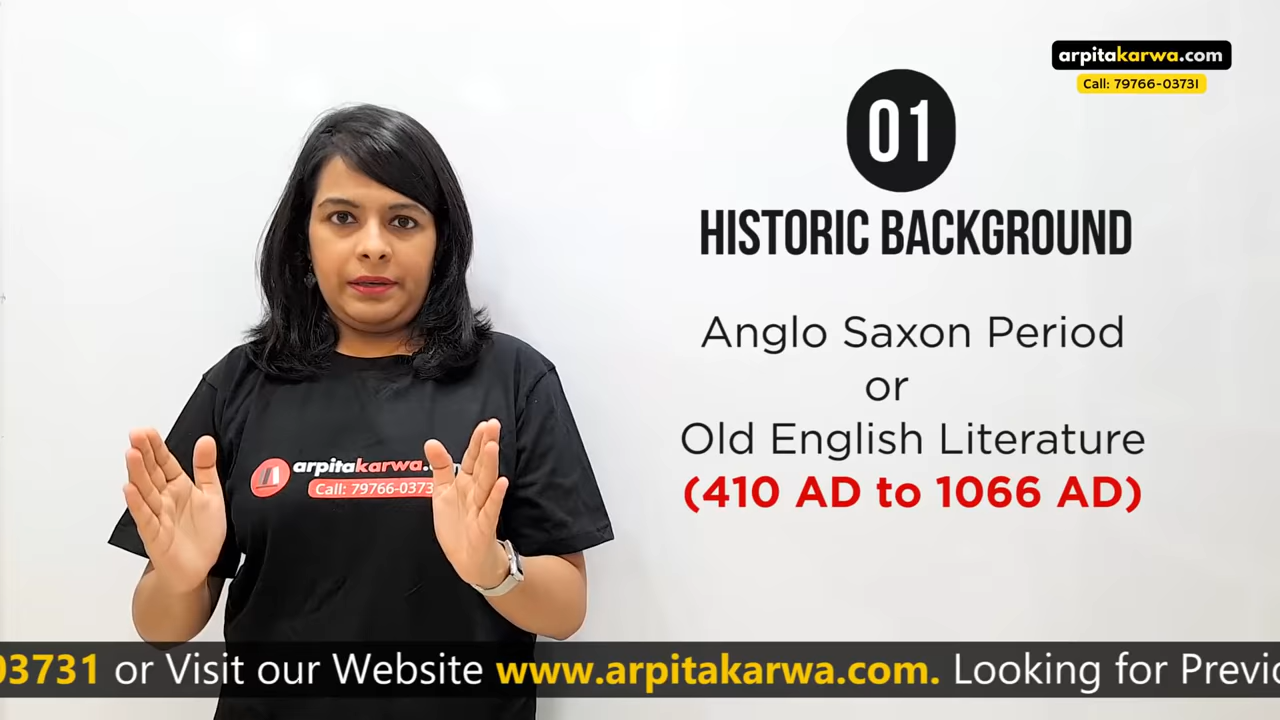 arpitakarwa.com
Call: 79766-03731
01
HISTORIC BACKGROUND
Anglo Saxon Period
or
Old English Literature
(410 AD to 1066 AD)
arpitakarwa.
Call: 79766-0373
03731 or Visit our Website www.arpitakarwa.com. Looking for Previo